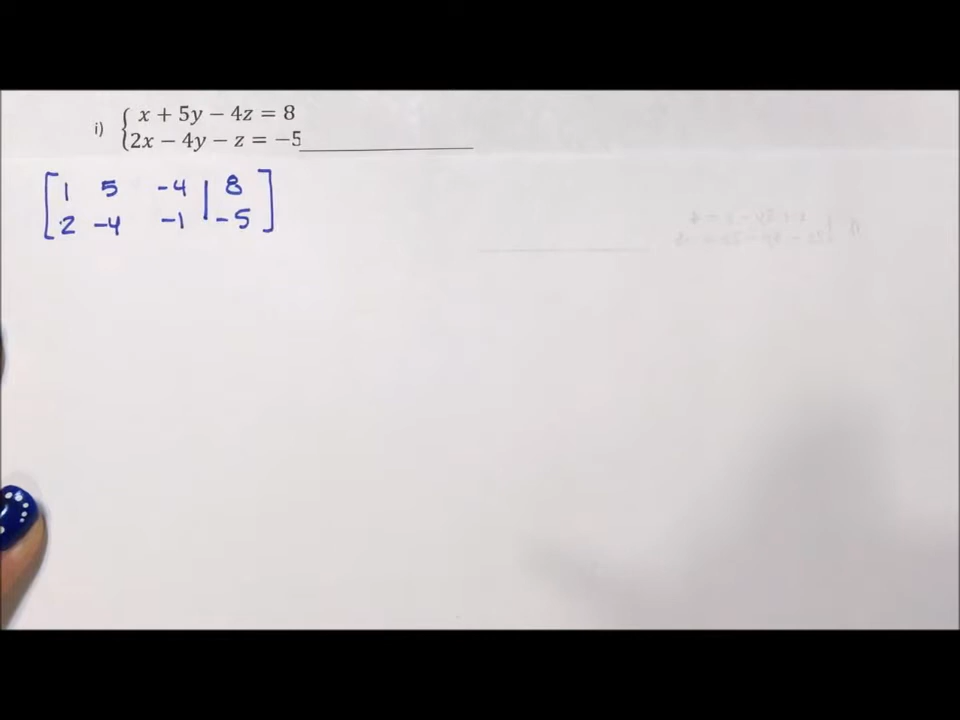 i) { x + 5y − 4z = 8
2x − 4y − z = −5
[ 1 5 -4 | 8 ]
2 -4 -1 | -5